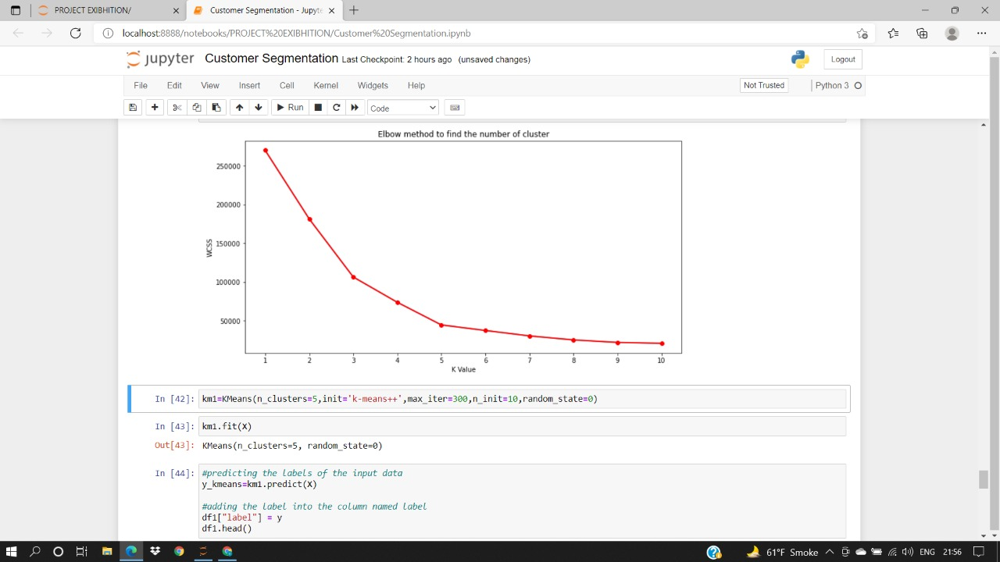 PROJECT EXIBHITION/
Customer Segmentation - Jupyte
localhost:8888/notebooks/PROJECT%20EXIBHITION/Customer%20Segmentation.ipynb
jupyter Customer Segmentation Last Checkpoint: 2 hours ago (unsaved changes)
Logout
File Edit View Insert Cell Kernel Widgets Help
Not Trusted
Python 3
Run
Code
Elbow method to find the number of cluster
250000
200000
150000
100000
50000
WCSS
1 2 3 4 5 6 7 8 9 10
K Value
In [42]: km1=KMeans(n_clusters=5,init='k-means++',max_iter=300,n_init=10,random_state=0)
In [43]: km1.fit(X)
Out[43]: KMeans(n_clusters=5, random_state=0)
In [44]: #predicting the labels of the input data
y_kmeans=km1.predict(X)
#adding the label into the column named label
df1["label"] = y
df1.head()
61°F Smoke
ENG
21:56